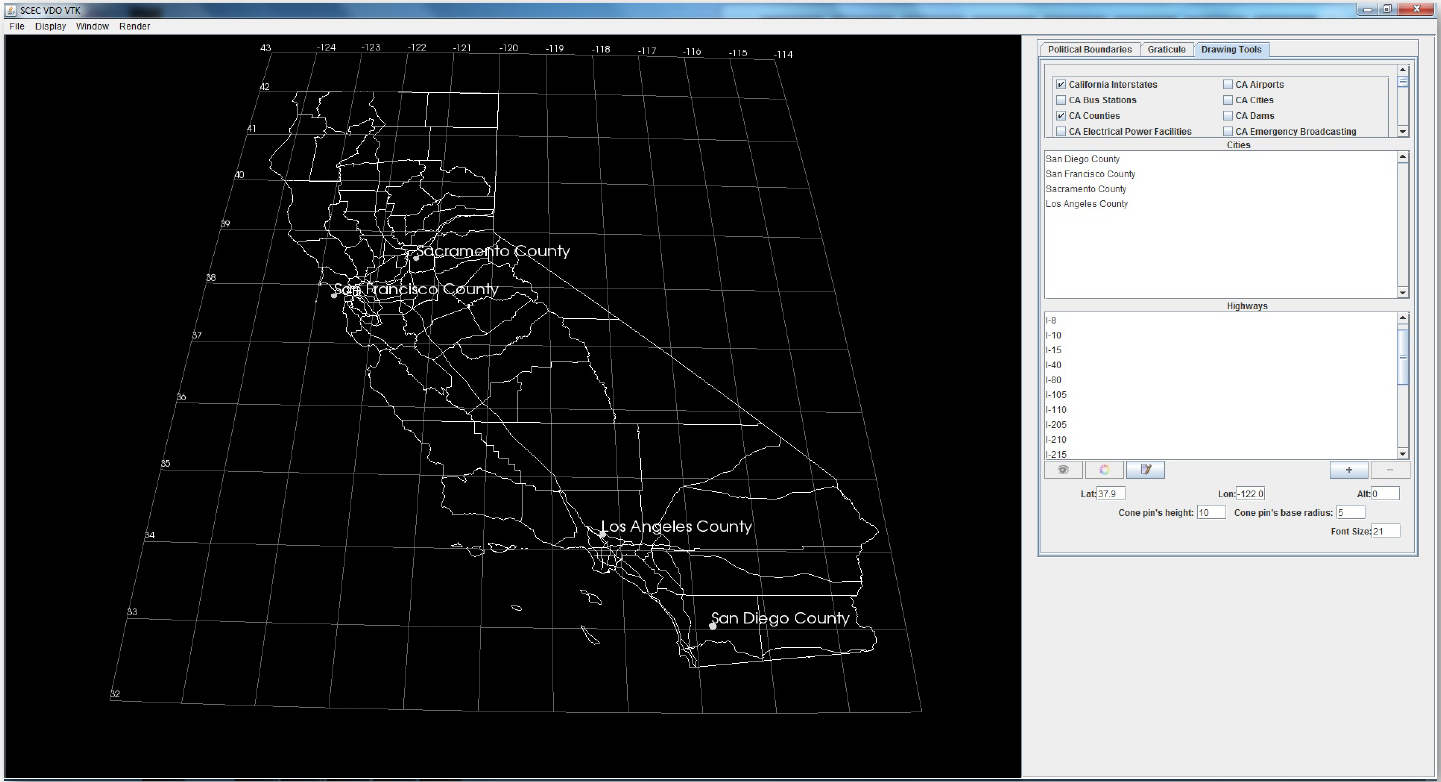 SCEC VDO VTK
File Display Window Render
43 -124 -123 -122 -121 -120 -119 -118 -117 -116 -115 -114
42
41
40
39
38
37
36
35
34
33
32
Sacramento County
San Francisco County
Los Angeles County
San Diego County
Political Boundaries Graticule Drawing Tools
California Interstates CA Airports
CA Bus Stations CA Cities
CA Counties CA Dams
CA Electrical Power Facilities CA Emergency Broadcasting
Cities
San Diego County
San Francisco County
Sacramento County
Los Angeles County
Highways
I-8
I-10
I-15
I-40
I-80
I-105
I-110
I-205
I-210
I-215
+ −
Lat: 37.9 Lon: -122.0 Alt: 0
Cone pin's height: 10 Cone pin's base radius: 5
Font Size: 21